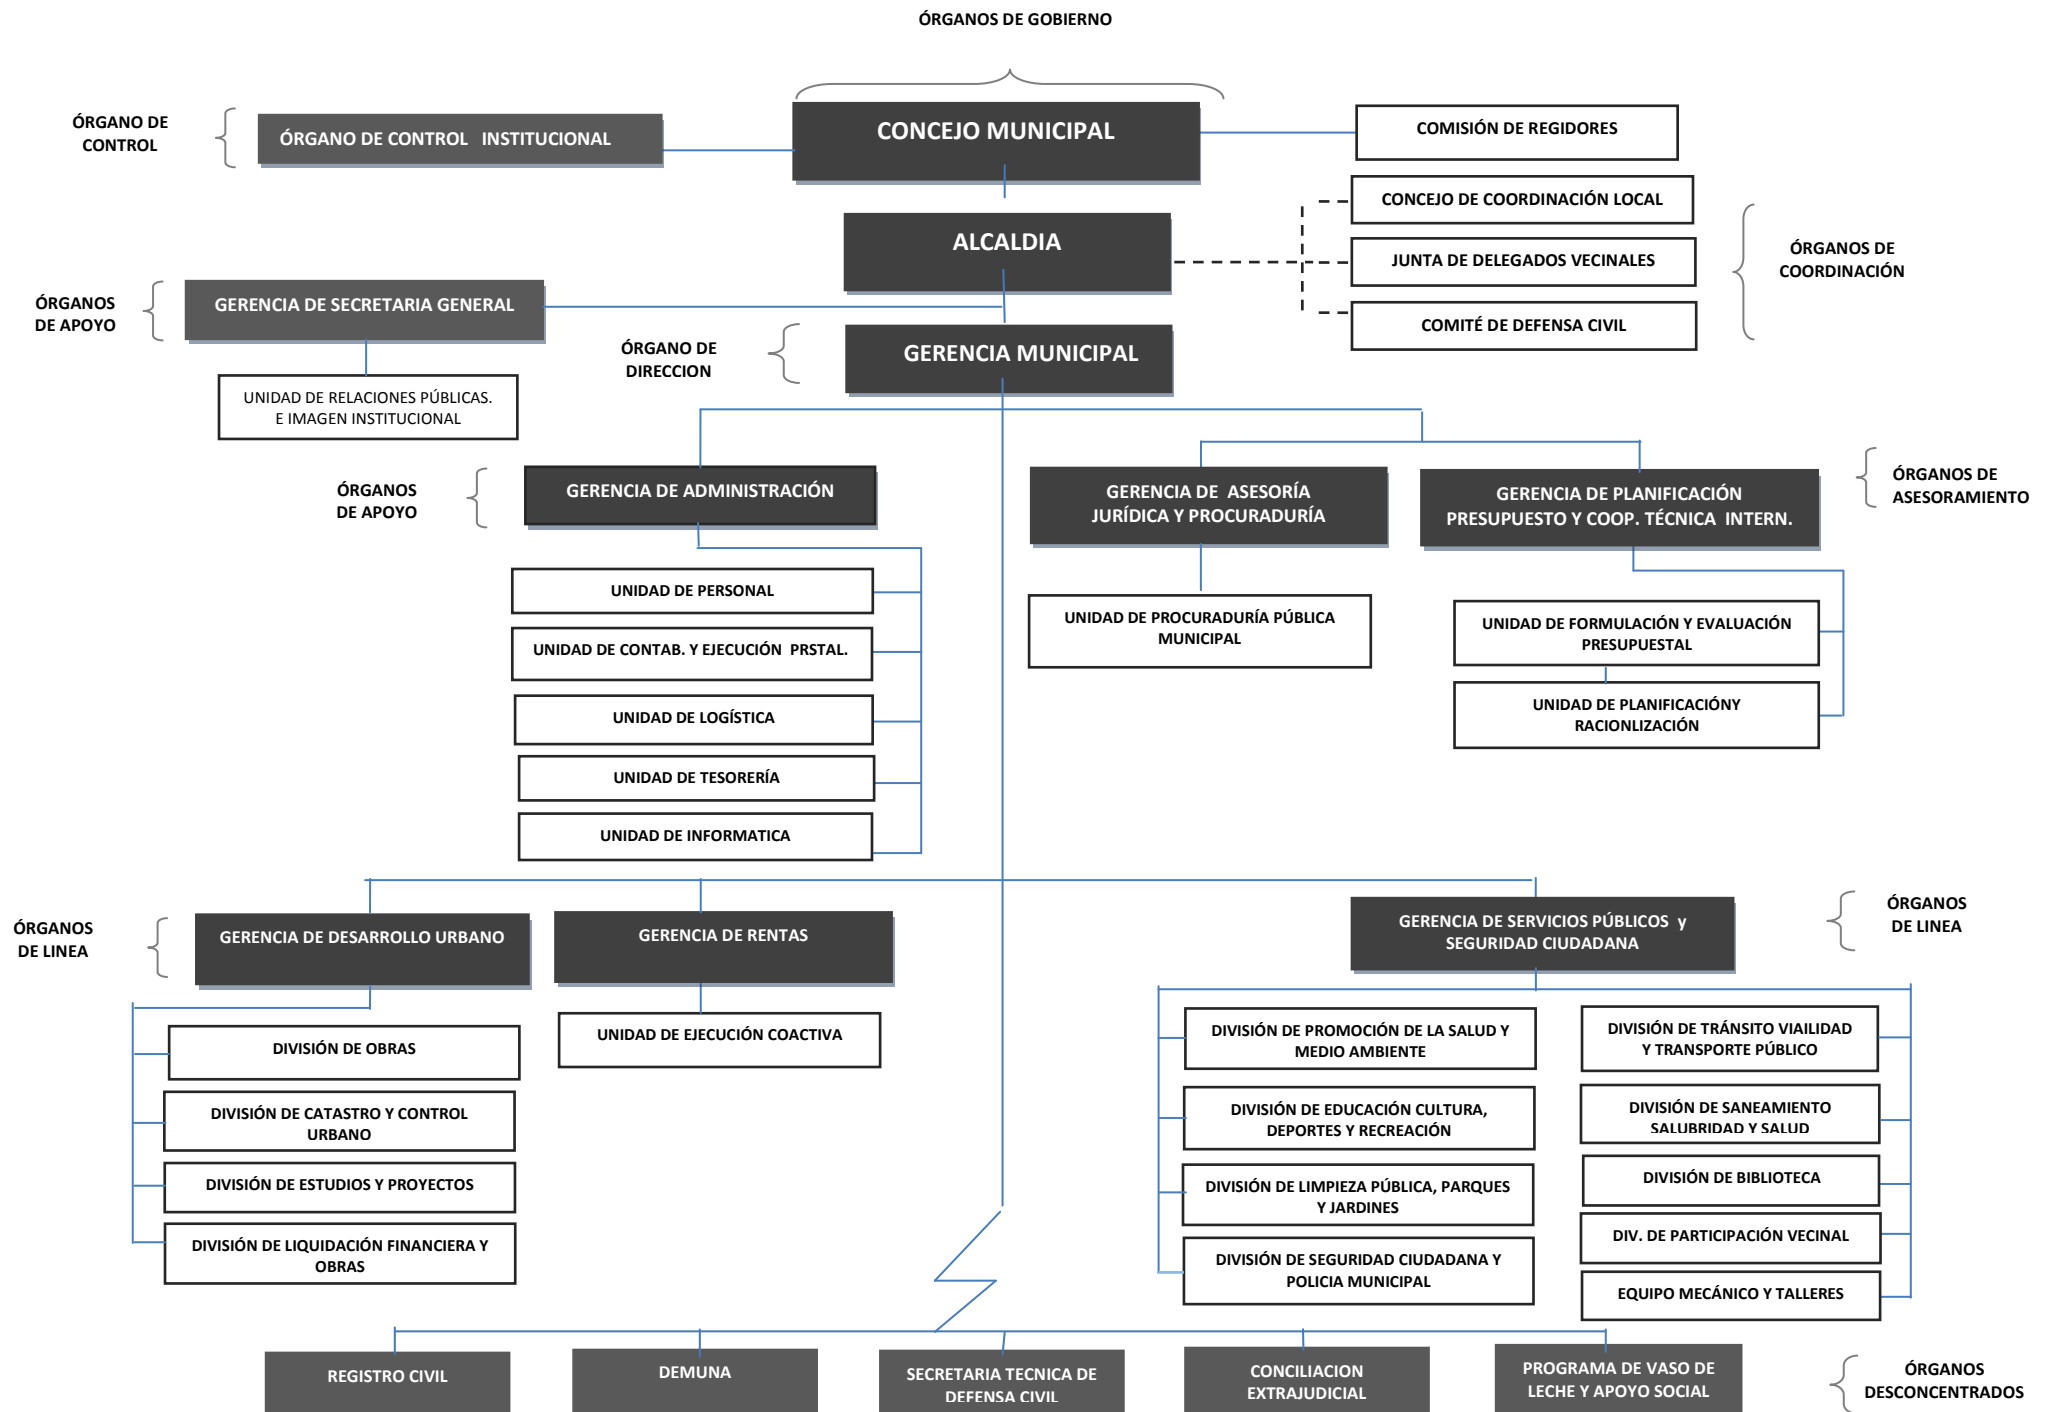 ÓRGANOS DE GOBIERNO
ÓRGANO DE
CONTROL
ÓRGANO DE CONTROL INSTITUCIONAL
CONCEJO MUNICIPAL
COMISIÓN DE REGIDORES
ALCALDIA
CONCEJO DE COORDINACIÓN LOCAL
JUNTA DE DELEGADOS VECINALES
COMITÉ DE DEFENSA CIVIL
ÓRGANOS DE
COORDINACIÓN
ÓRGANOS
DE APOYO
GERENCIA DE SECRETARIA GENERAL
UNIDAD DE RELACIONES PÚBLICAS.
E IMAGEN INSTITUCIONAL
ÓRGANO DE
DIRECCION
GERENCIA MUNICIPAL
ÓRGANOS
DE APOYO
GERENCIA DE ADMINISTRACIÓN
GERENCIA DE ASESORÍA
JURÍDICA Y PROCURADURÍA
GERENCIA DE PLANIFICACIÓN
PRESUPUESTO Y COOP. TÉCNICA INTERN.
ÓRGANOS DE
ASESORAMIENTO
UNIDAD DE PERSONAL
UNIDAD DE CONTAB. Y EJECUCIÓN PRSTAL.
UNIDAD DE LOGÍSTICA
UNIDAD DE TESORERÍA
UNIDAD DE INFORMATICA
UNIDAD DE PROCURADURÍA PÚBLICA
MUNICIPAL
UNIDAD DE FORMULACIÓN Y EVALUACIÓN
PRESUPUESTAL
UNIDAD DE PLANIFICACIÓNY
RACIONLIZACIÓN
ÓRGANOS
DE LINEA
GERENCIA DE DESARROLLO URBANO
GERENCIA DE RENTAS
GERENCIA DE SERVICIOS PÚBLICOS y
SEGURIDAD CIUDADANA
ÓRGANOS
DE LINEA
DIVISIÓN DE OBRAS
DIVISIÓN DE CATASTRO Y CONTROL
URBANO
DIVISIÓN DE ESTUDIOS Y PROYECTOS
DIVISIÓN DE LIQUIDACIÓN FINANCIERA Y
OBRAS
UNIDAD DE EJECUCIÓN COACTIVA
DIVISIÓN DE PROMOCIÓN DE LA SALUD Y
MEDIO AMBIENTE
DIVISIÓN DE EDUCACIÓN CULTURA,
DEPORTES Y RECREACIÓN
DIVISIÓN DE LIMPIEZA PÚBLICA, PARQUES
Y JARDINES
DIVISIÓN DE SEGURIDAD CIUDADANA Y
POLICIA MUNICIPAL
DIVISIÓN DE TRÁNSITO VIAILIDAD
Y TRANSPORTE PÚBLICO
DIVISIÓN DE SANEAMIENTO
SALUBRIDAD Y SALUD
DIVISIÓN DE BIBLIOTECA
DIV. DE PARTICIPACIÓN VECINAL
EQUIPO MECÁNICO Y TALLERES
REGISTRO CIVIL
DEMUNA
SECRETARIA TECNICA DE
DEFENSA CIVIL
CONCILIACION
EXTRAJUDICIAL
PROGRAMA DE VASO DE
LECHE Y APOYO SOCIAL
ÓRGANOS
DESCONCENTRADOS